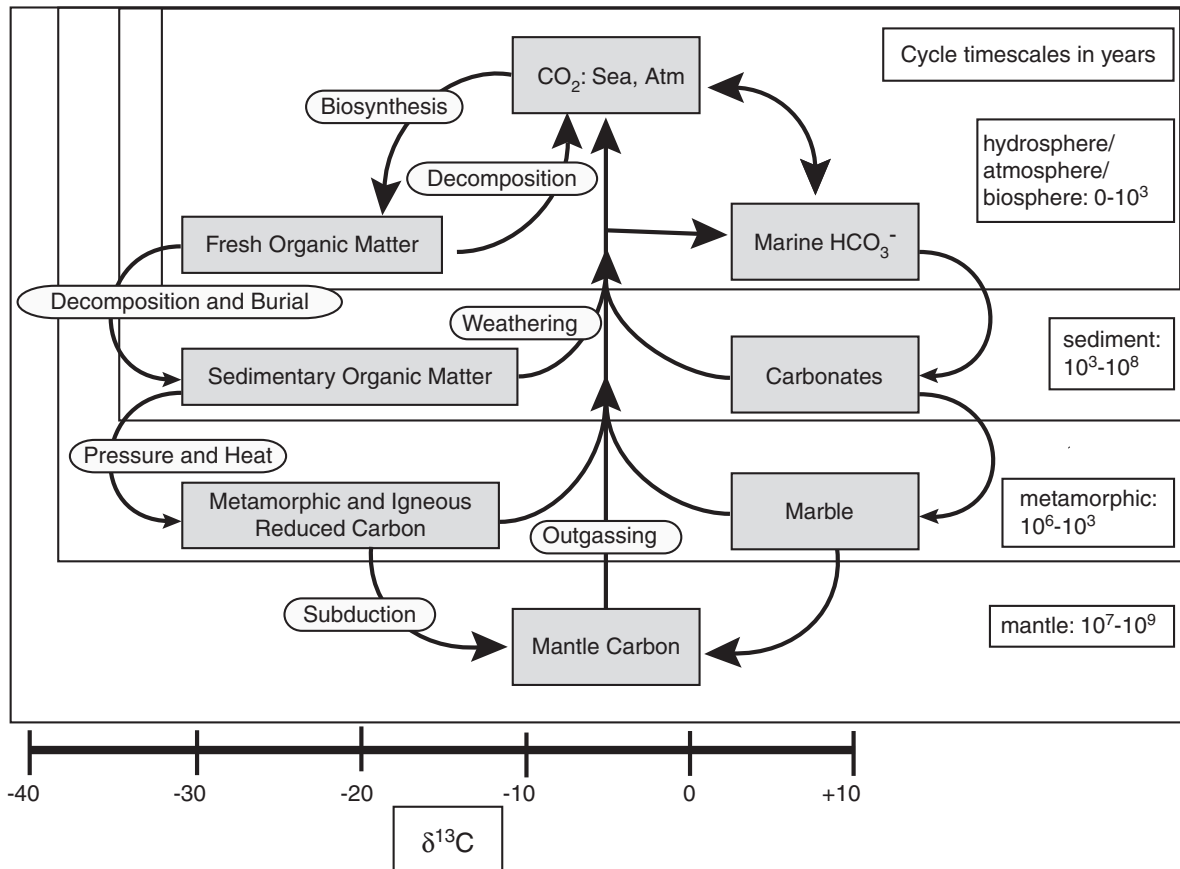 CO₂: Sea, Atm
Cycle timescales in years
Biosynthesis
hydrosphere/
atmosphere/
biosphere: 0-10³
Decomposition
Fresh Organic Matter
Marine HCO₃⁻
Decomposition and Burial
Weathering
sediment:
10³-10⁸
Sedimentary Organic Matter
Carbonates
Pressure and Heat
Metamorphic and Igneous
Reduced Carbon
Marble
metamorphic:
10⁶-10³
Outgassing
Subduction
Mantle Carbon
mantle: 10⁷-10⁹
-40 -30 -20 -10 0 +10
δ¹³C